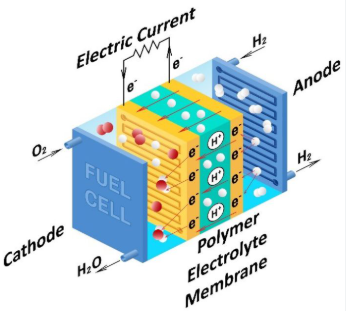 Electric Current
H₂
e⁻
e⁻
Anode
O₂
H⁺
e⁻
e⁻
H₂
FUEL
CELL
H⁺
e⁻
e⁻
H⁺
e⁻
Cathode
H₂O
Polymer
Electrolyte
Membrane